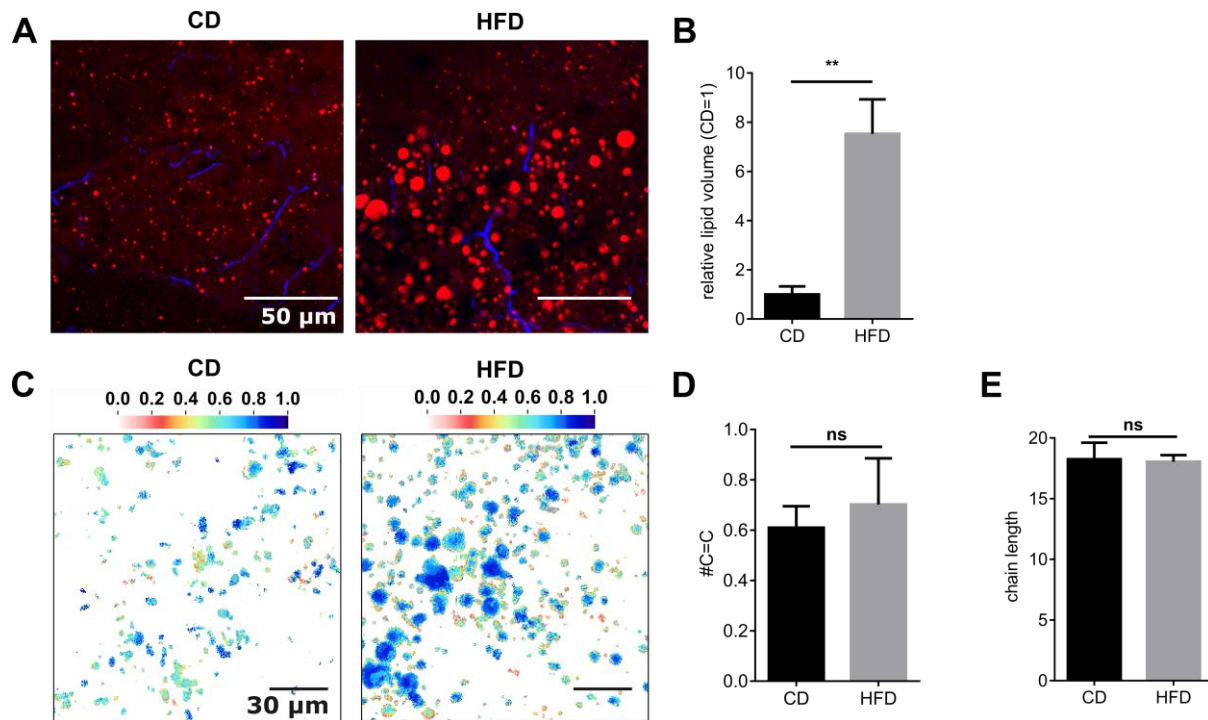 A
CD
HFD
50 µm
B
**
relative lipid volume (CD=1)
10
8
6
4
2
0
CD
HFD
C
CD
HFD
0.0 0.2 0.4 0.6 0.8 1.0
0.0 0.2 0.4 0.6 0.8 1.0
30 µm
D
ns
#C=C
1.0
0.8
0.6
0.4
0.2
0.0
CD
HFD
E
ns
chain length
20
15
10
5
0
CD
HFD